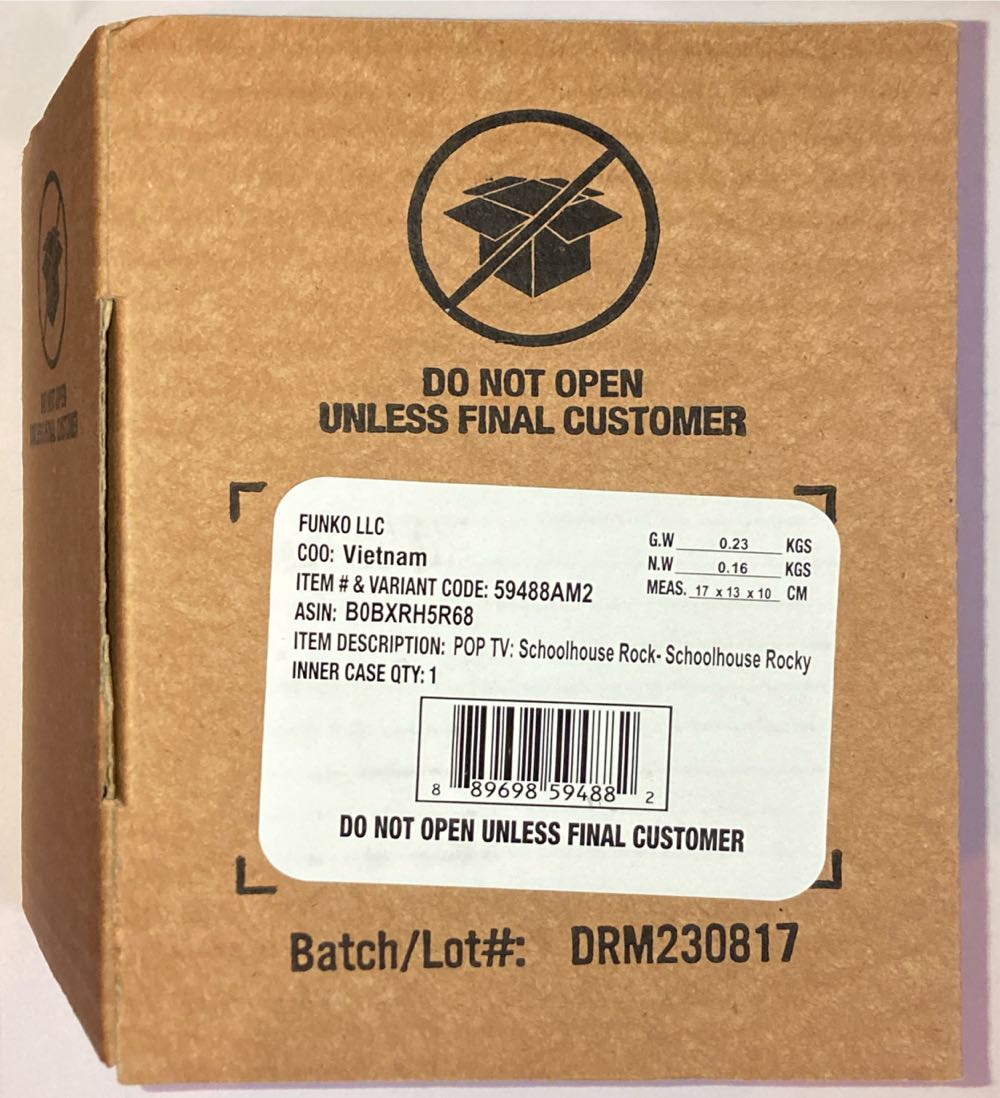 DO NOT OPEN
UNLESS FINAL CUSTOMER
FUNKO LLC
COO: Vietnam
ITEM # & VARIANT CODE: 59488AM2
ASIN: B0BXRH5R68
G.W 0.23 KGS
N.W 0.16 KGS
MEAS. 17 x 13 x 10 CM
ITEM DESCRIPTION: POP TV: Schoolhouse Rock- Schoolhouse Rocky
INNER CASE QTY: 1
8 89698 59488 2
DO NOT OPEN UNLESS FINAL CUSTOMER
Batch/Lot#: DRM230817